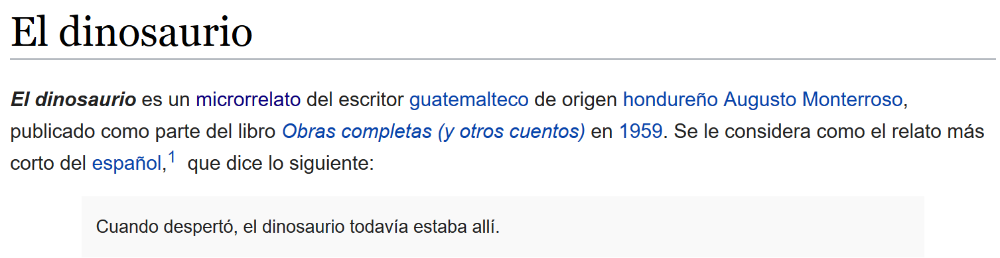 El dinosaurio
El dinosaurio es un microrrelato del escritor guatemalteco de origen hondureño Augusto Monterroso,
publicado como parte del libro Obras completas (y otros cuentos) en 1959. Se le considera como el relato más
corto del español,1 que dice lo siguiente:
Cuando despertó, el dinosaurio todavía estaba allí.